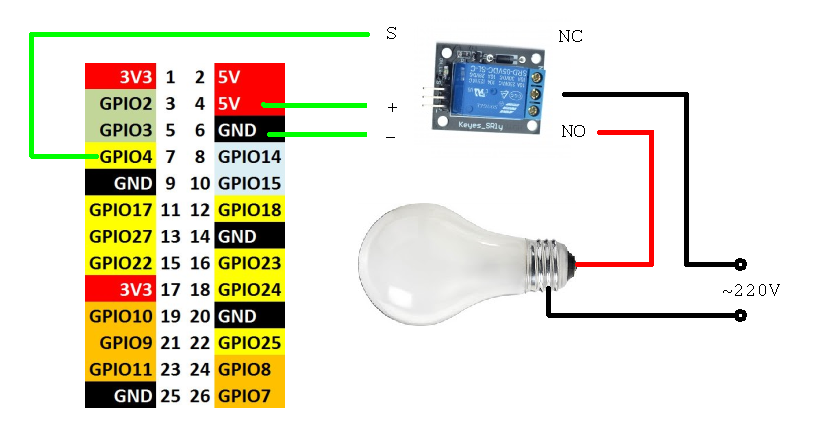 S
NC
3V3 1 2 5V
GPIO2 3 4 5V
+
GPIO3 5 6 GND
−
Keyes_SRly
NO
GPIO4 7 8 GPIO14
GND 9 10 GPIO15
GPIO17 11 12 GPIO18
GPIO27 13 14 GND
GPIO22 15 16 GPIO23
3V3 17 18 GPIO24
~220V
GPIO10 19 20 GND
GPIO9 21 22 GPIO25
GPIO11 23 24 GPIO8
GND 25 26 GPIO7